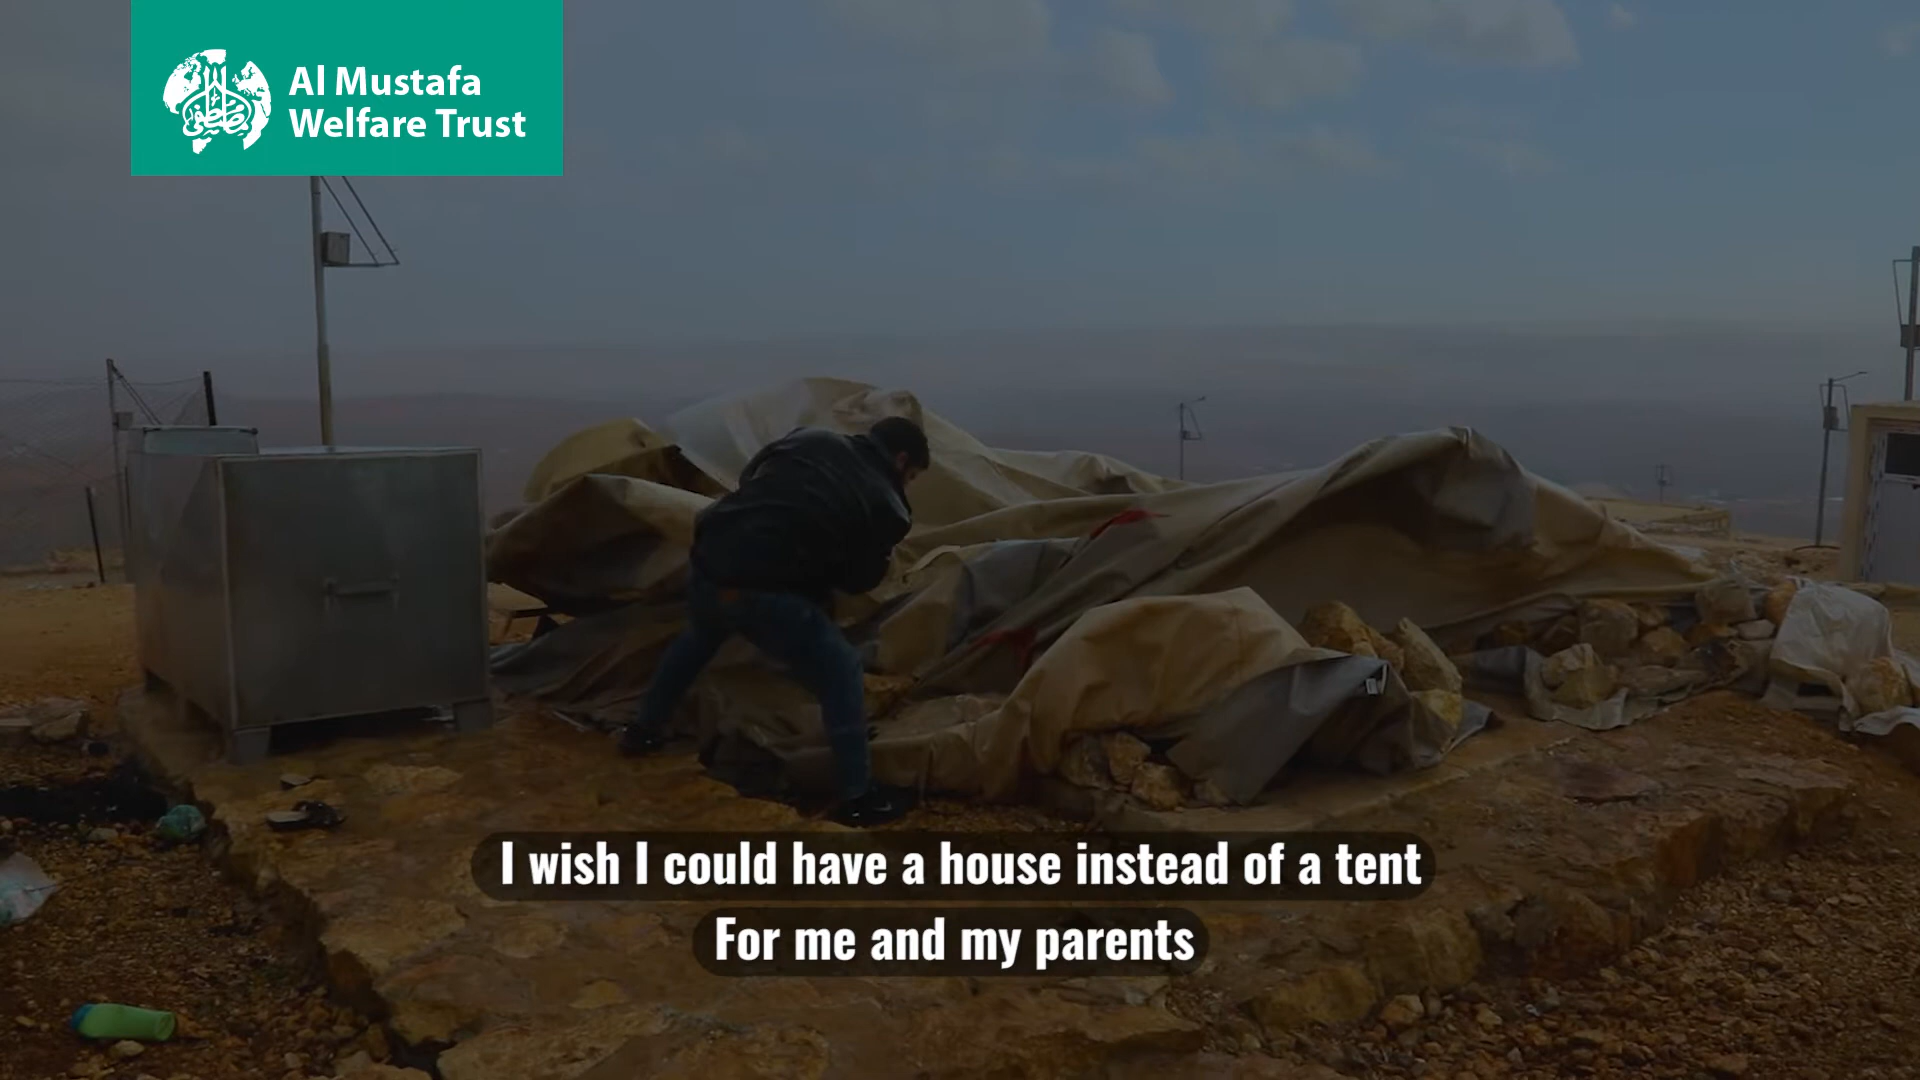 Al Mustafa
Welfare Trust
I wish I could have a house instead of a tent
For me and my parents